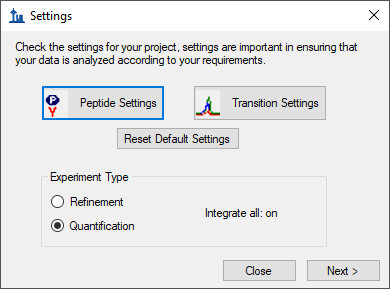 Settings
Check the settings for your project, settings are important in ensuring that
your data is analyzed according to your requirements.
P
Y
Peptide Settings
Transition Settings
Reset Default Settings
Experiment Type
Refinement
Integrate all: on
Quantification
Close
Next >